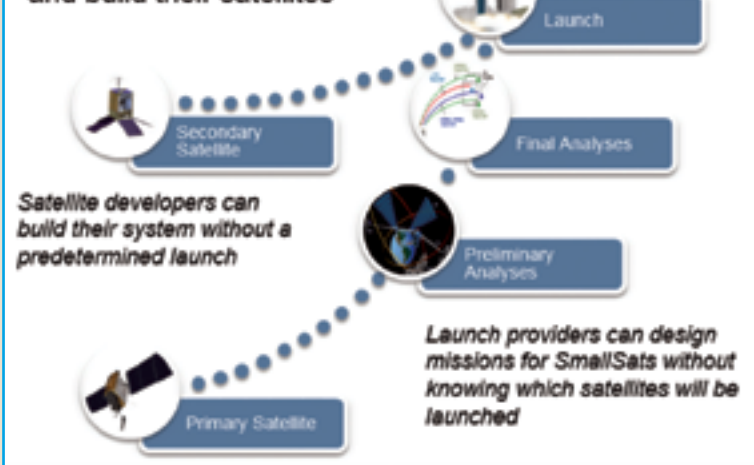 and build their satellites
Launch
Secondary
Satellite
Final Analyses
Satellite developers can
build their system without a
predetermined launch
Preliminary
Analyses
Launch providers can design
missions for SmallSats without
knowing which satellites will be
launched
Primary Satellite